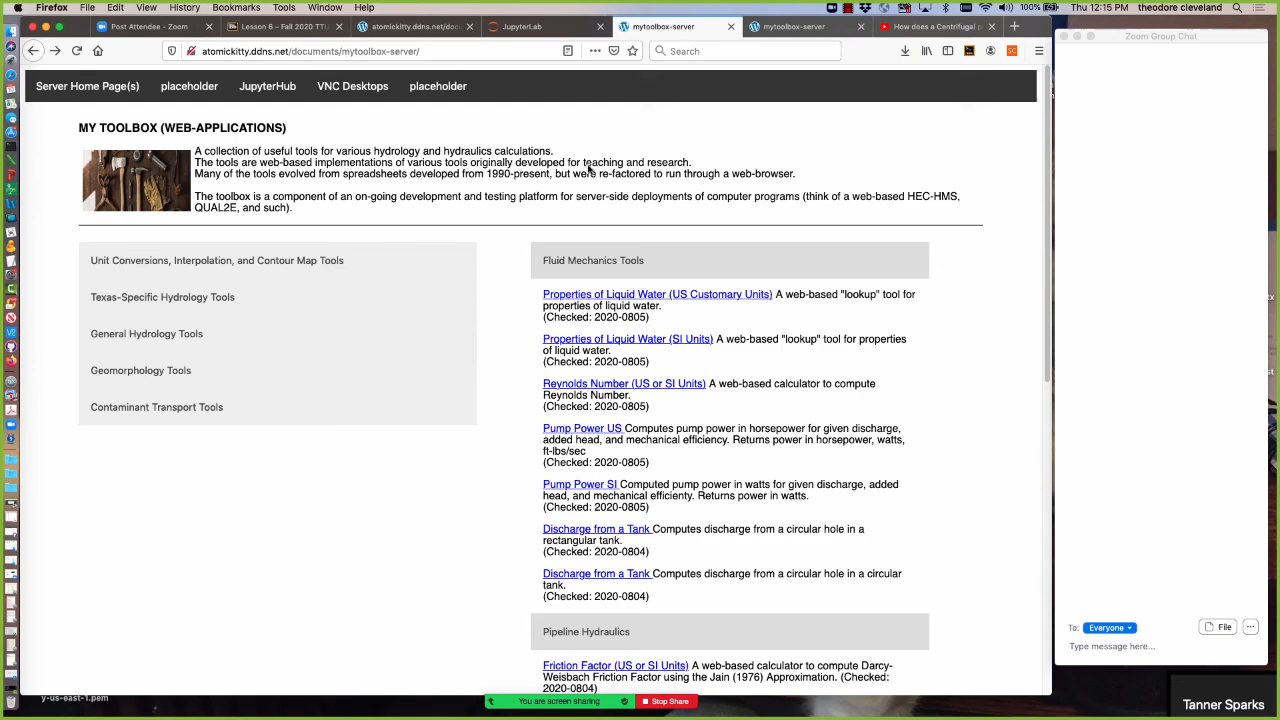 Firefox File Edit View History Bookmarks Tools Window Help
Thu 12:15 PM theodore cleveland
Post Attendee - Zoom
Lesson 6 – Fall 2020 TTU
atomickitty.ddns.net/doc
JupyterLab
mytoolbox-server
mytoolbox-server
How does a Centrifugal p
atomickitty.ddns.net/documents/mytoolbox-server/
Search
Zoom Group Chat
Server Home Page(s) placeholder JupyterHub VNC Desktops placeholder
MY TOOLBOX (WEB-APPLICATIONS)
A collection of useful tools for various hydrology and hydraulics calculations.
The tools are web-based implementations of various tools originally developed for teaching and research.
Many of the tools evolved from spreadsheets developed from 1990-present, but were re-factored to run through a web-browser.
The toolbox is a component of an on-going development and testing platform for server-side deployments of computer programs (think of a web-based HEC-HMS,
QUAL2E, and such).
Unit Conversions, Interpolation, and Contour Map Tools
Texas-Specific Hydrology Tools
General Hydrology Tools
Geomorphology Tools
Contaminant Transport Tools
Fluid Mechanics Tools
Properties of Liquid Water (US Customary Units) A web-based "lookup" tool for
properties of liquid water.
(Checked: 2020-0805)
Properties of Liquid Water (SI Units) A web-based "lookup" tool for properties
of liquid water.
(Checked: 2020-0805)
Reynolds Number (US or SI Units) A web-based calculator to compute
Reynolds Number.
(Checked: 2020-0805)
Pump Power US Computes pump power in horsepower for given discharge,
added head, and mechanical efficiency. Returns power in horsepower, watts,
ft-lbs/sec
(Checked: 2020-0805)
Pump Power SI Computed pump power in watts for given discharge, added
head, and mechanical efficienty. Returns power in watts.
(Checked: 2020-0805)
Discharge from a Tank Computes discharge from a circular hole in a
rectangular tank.
(Checked: 2020-0804)
Discharge from a Tank Computes discharge from a circular hole in a circular
tank.
(Checked: 2020-0804)
Pipeline Hydraulics
Friction Factor (US or SI Units) A web-based calculator to compute Darcy-
Weisbach Friction Factor using the Jain (1976) Approximation. (Checked:
2020-0804)
To: Everyone File
Type message here...
y-us-east-1.pem
You are screen sharing Stop Share
Tanner Sparks